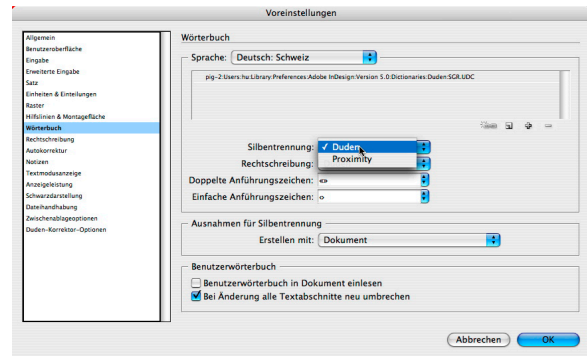 Voreinstellungen
Allgemein
Benutzeroberfläche
Eingabe
Erweiterte Eingabe
Satz
Einheiten & Einteilungen
Raster
Hilfslinien & Montagefläche
Wörterbuch
Rechtschreibung
Autokorrektur
Notizen
Textmodusanzeige
Anzeigeleistung
Schwarzdarstellung
Dateihandhabung
Zwischenablageoptionen
Duden-Korrektor-Optionen
Wörterbuch
Sprache: Deutsch: Schweiz
pig-2:Users:hu:Library:Preferences:Adobe InDesign:Version 5.0:Dictionaries:Duden:SGR.UDC
Silbentrennung: ✓ Duden
Proximity
Rechtschreibung:
Doppelte Anführungszeichen: «»
Einfache Anführungszeichen: ‹›
Ausnahmen für Silbentrennung
Erstellen mit: Dokument
Benutzerwörterbuch
Benutzerwörterbuch in Dokument einlesen
Bei Änderung alle Textabschnitte neu umbrechen
Abbrechen OK